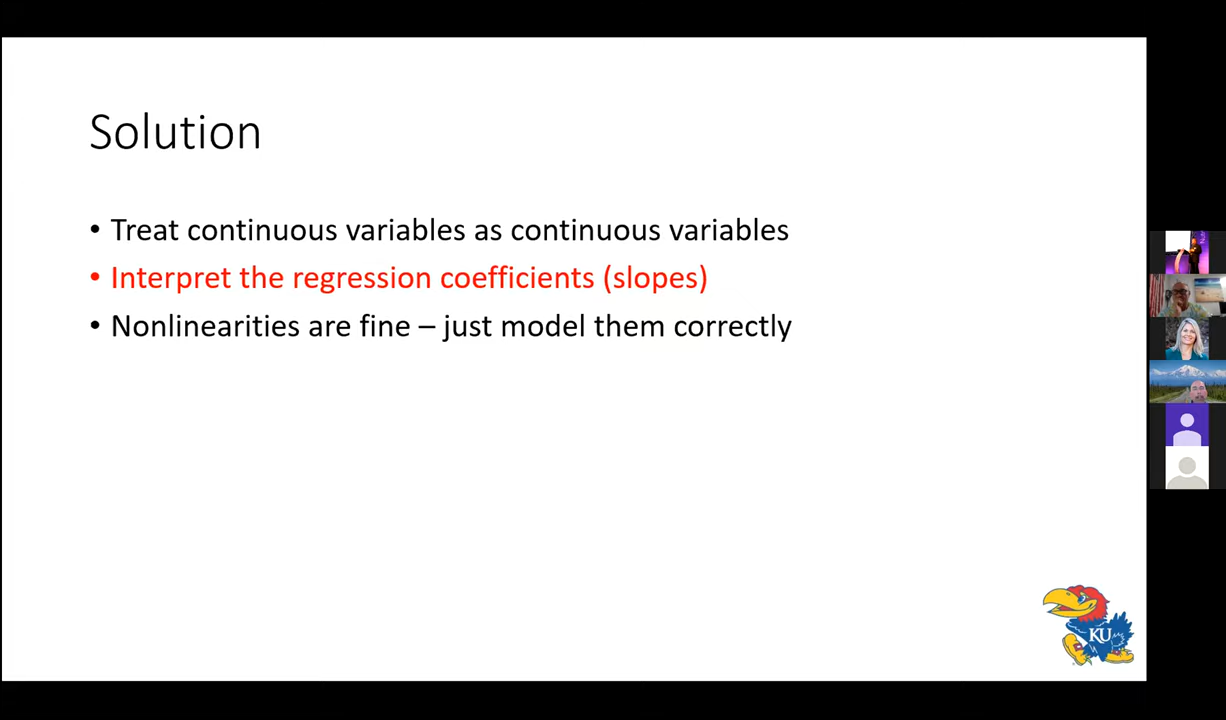 Solution
• Treat continuous variables as continuous variables
• Interpret the regression coefficients (slopes)
• Nonlinearities are fine – just model them correctly
KU